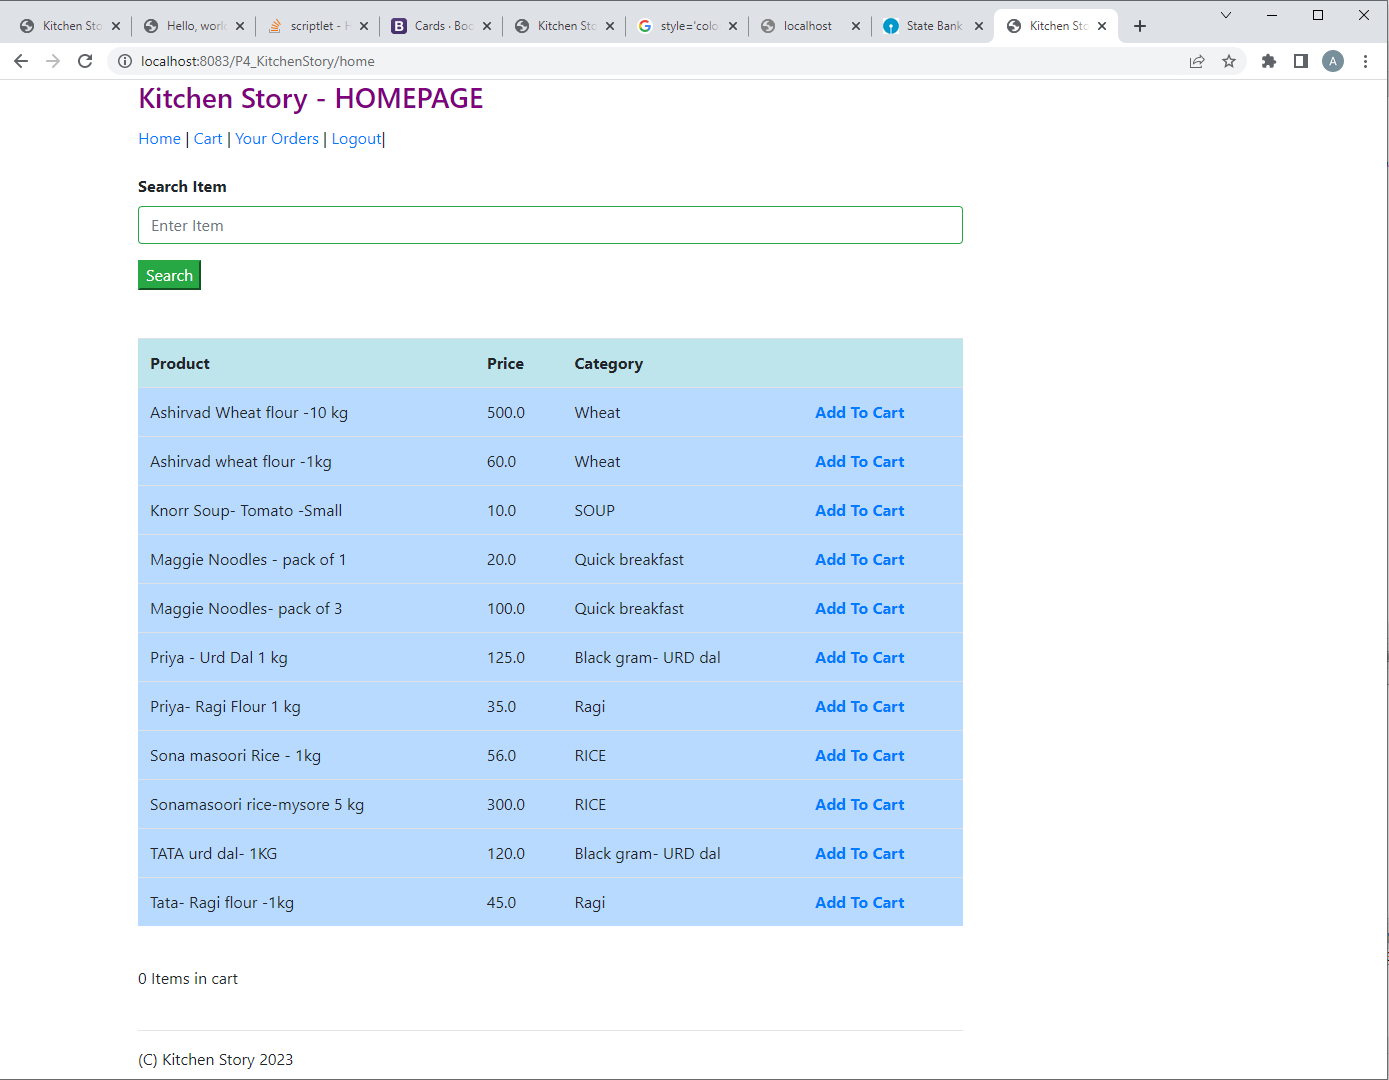 Kitchen Sto
Hello, worl
scriptlet - H
Cards · Boo
Kitchen Sto
style='colo
localhost
State Bank
Kitchen Sto
localhost:8083/P4_KitchenStory/home
A
Kitchen Story - HOMEPAGE
Home | Cart | Your Orders | Logout|
Search Item
Enter Item
Search
Product Price Category
Ashirvad Wheat flour -10 kg 500.0 Wheat Add To Cart
Ashirvad wheat flour -1kg 60.0 Wheat Add To Cart
Knorr Soup- Tomato -Small 10.0 SOUP Add To Cart
Maggie Noodles - pack of 1 20.0 Quick breakfast Add To Cart
Maggie Noodles- pack of 3 100.0 Quick breakfast Add To Cart
Priya - Urd Dal 1 kg 125.0 Black gram- URD dal Add To Cart
Priya- Ragi Flour 1 kg 35.0 Ragi Add To Cart
Sona masoori Rice - 1kg 56.0 RICE Add To Cart
Sonamasoori rice-mysore 5 kg 300.0 RICE Add To Cart
TATA urd dal- 1KG 120.0 Black gram- URD dal Add To Cart
Tata- Ragi flour -1kg 45.0 Ragi Add To Cart
0 Items in cart
(C) Kitchen Story 2023